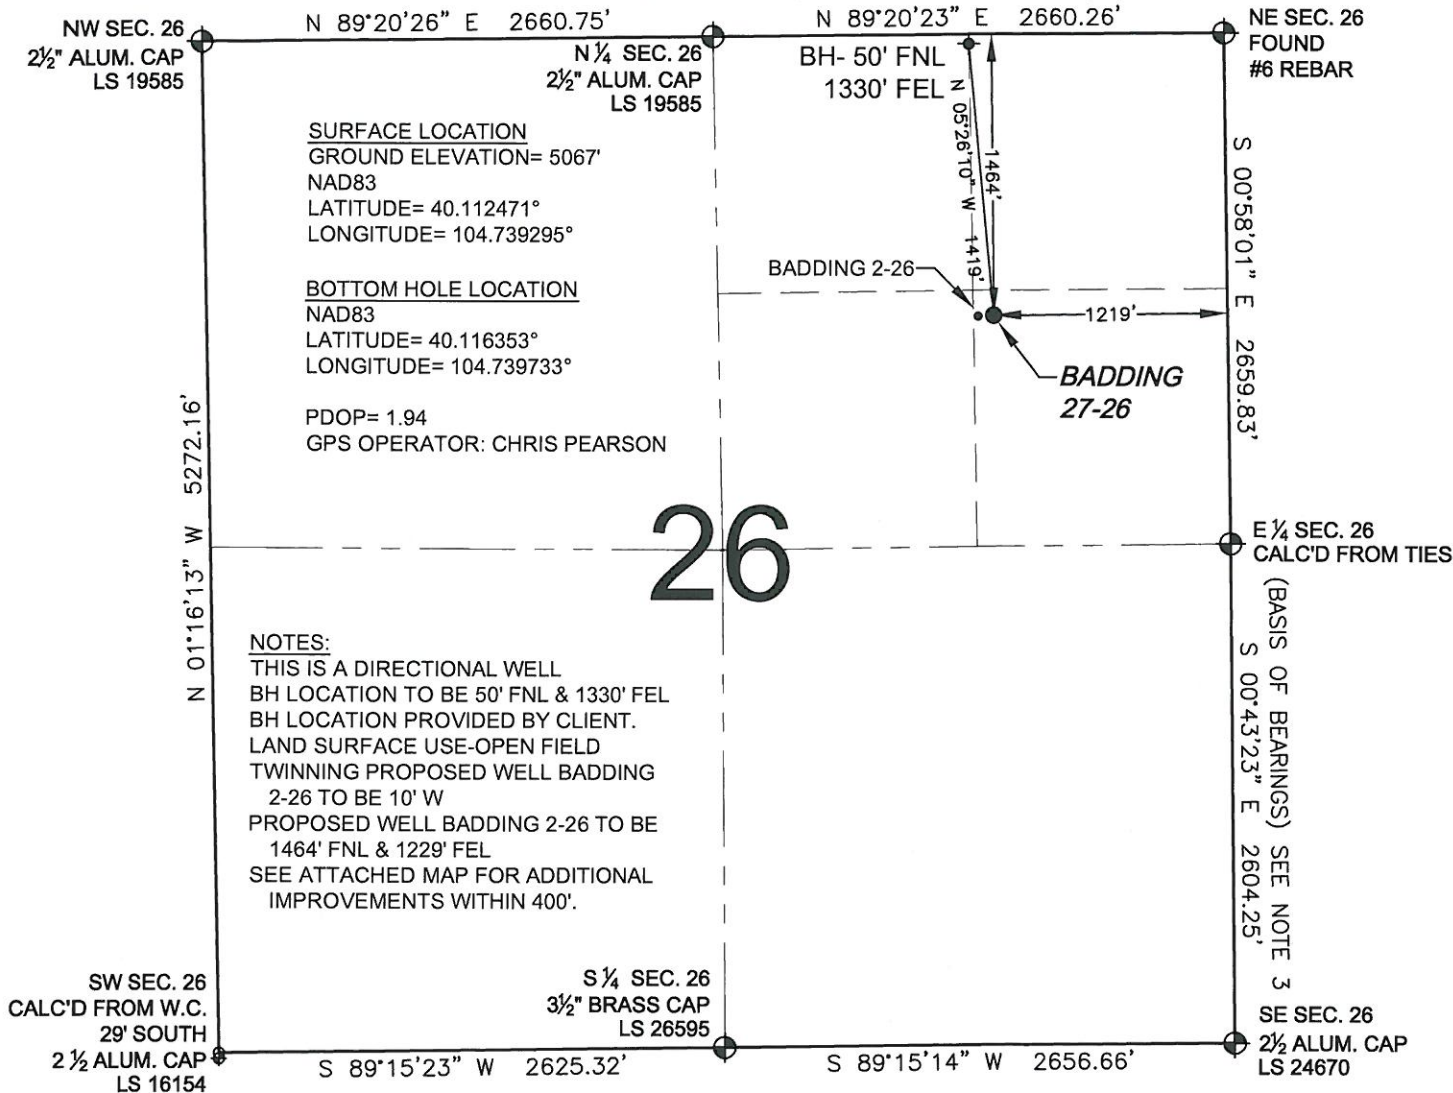 N 89°20'26" E 2660.75'
N 89°20'23" E 2660.26'
NW SEC. 26
2½" ALUM. CAP
LS 19585
N ¼ SEC. 26
2½" ALUM. CAP
LS 19585
BH- 50' FNL
1330' FEL
NE SEC. 26
FOUND
#6 REBAR
SURFACE LOCATION
GROUND ELEVATION= 5067'
NAD83
LATITUDE= 40.112471°
LONGITUDE= 104.739295°
BOTTOM HOLE LOCATION
NAD83
LATITUDE= 40.116353°
LONGITUDE= 104.739733°
PDOP= 1.94
GPS OPERATOR: CHRIS PEARSON
N 05°26'10" W 1419'
1464'
S 00°58'01" E 2659.83'
BADDING 2-26
1219'
BADDING
27-26
N 01°16'13" W 5272.16'
26
E ¼ SEC. 26
CALC'D FROM TIES
(BASIS OF BEARINGS) SEE NOTE 3
S 00°43'23" E 2604.25'
NOTES:
THIS IS A DIRECTIONAL WELL
BH LOCATION TO BE 50' FNL & 1330' FEL
BH LOCATION PROVIDED BY CLIENT.
LAND SURFACE USE-OPEN FIELD
TWINNING PROPOSED WELL BADDING
2-26 TO BE 10' W
PROPOSED WELL BADDING 2-26 TO BE
1464' FNL & 1229' FEL
SEE ATTACHED MAP FOR ADDITIONAL
IMPROVEMENTS WITHIN 400'.
SW SEC. 26
CALC'D FROM W.C.
29' SOUTH
2 ½ ALUM. CAP
LS 16154
S ¼ SEC. 26
3½" BRASS CAP
LS 26595
SE SEC. 26
2½ ALUM. CAP
LS 24670
S 89°15'23" W 2625.32'
S 89°15'14" W 2656.66'